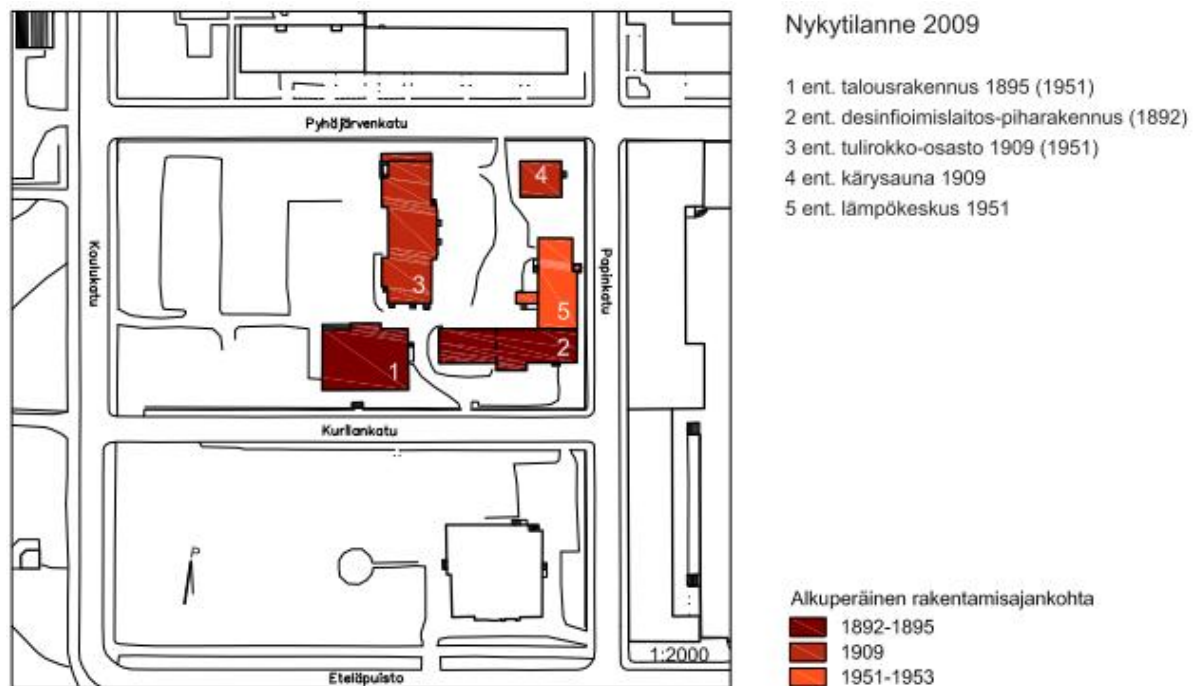 Nykytilanne 2009
1 ent. talousrakennus 1895 (1951)
2 ent. desinfioimislaitos-piharakennus (1892)
3 ent. tulirokko-osasto 1909 (1951)
4 ent. kärysauna 1909
5 ent. lämpökeskus 1951
Pyhäjärvenkatu
4
Koulukatu
Papinkatu
3
5
2
1
Kurilankatu
P
1:2000
Eteläpuisto
Alkuperäinen rakentamisajankohta
1892-1895
1909
1951-1953